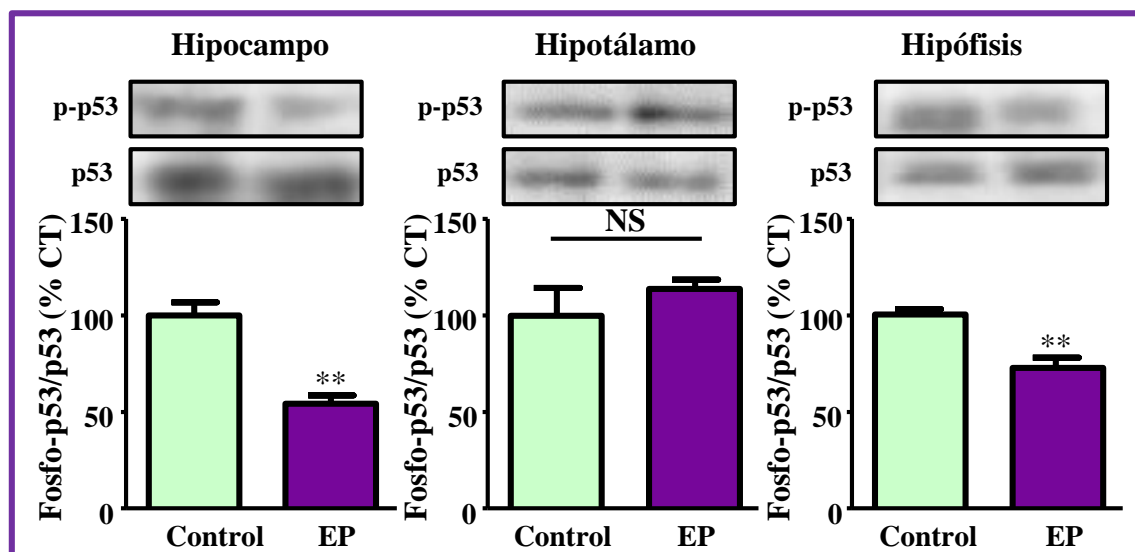 Hipocampo
p-p53
p53
Fosfo-p53/p53 (% CT)
150
100
50
0
**
Control EP
Hipotálamo
p-p53
p53
Fosfo-p53/p53 (% CT)
150
100
50
0
NS
Control EP
Hipófisis
p-p53
p53
Fosfo-p53/p53 (% CT)
150
100
50
0
**
Control EP